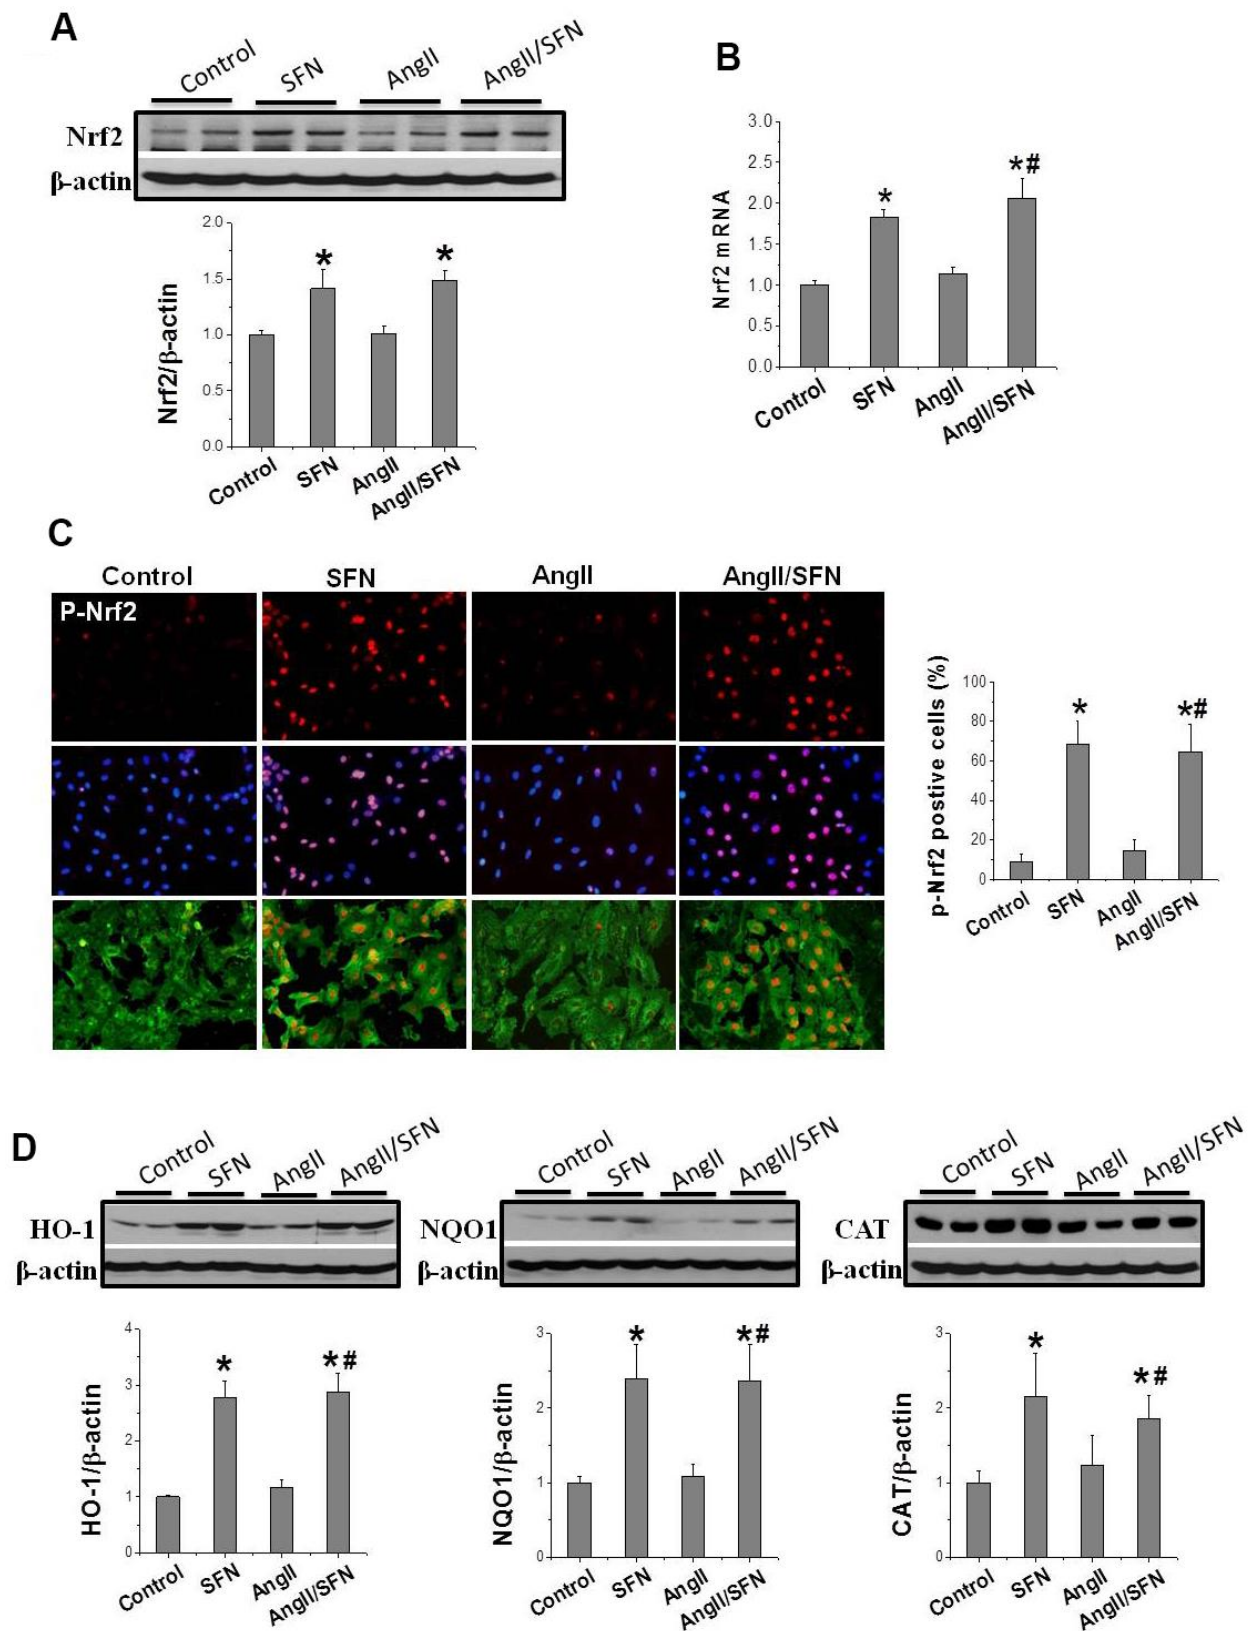 A
Control
SFN
AngII
AngII/SFN
Nrf2
β-actin
2.0
1.5
1.0
0.5
0.0
Nrf2/β-actin
Control
SFN
AngII
AngII/SFN
*
*
B
3.0
2.5
2.0
1.5
1.0
0.5
0.0
Nrf2 mRNA
*
*#
Control
SFN
AngII
AngII/SFN
C
Control
SFN
AngII
AngII/SFN
P-Nrf2
100
80
60
40
20
0
p-Nrf2 postive cells (%)
*
*#
Control
SFN
AngII
AngII/SFN
D
Control
SFN
AngII
AngII/SFN
HO-1
β-actin
4
3
2
1
0
HO-1/β-actin
*
*#
Control
SFN
AngII
AngII/SFN
Control
SFN
AngII
AngII/SFN
NQO1
β-actin
3
2
1
0
NQO1/β-actin
*
*#
Control
SFN
AngII
AngII/SFN
Control
SFN
AngII
AngII/SFN
CAT
β-actin
3
2
1
0
CAT/β-actin
*
*#
Control
SFN
AngII
AngII/SFN